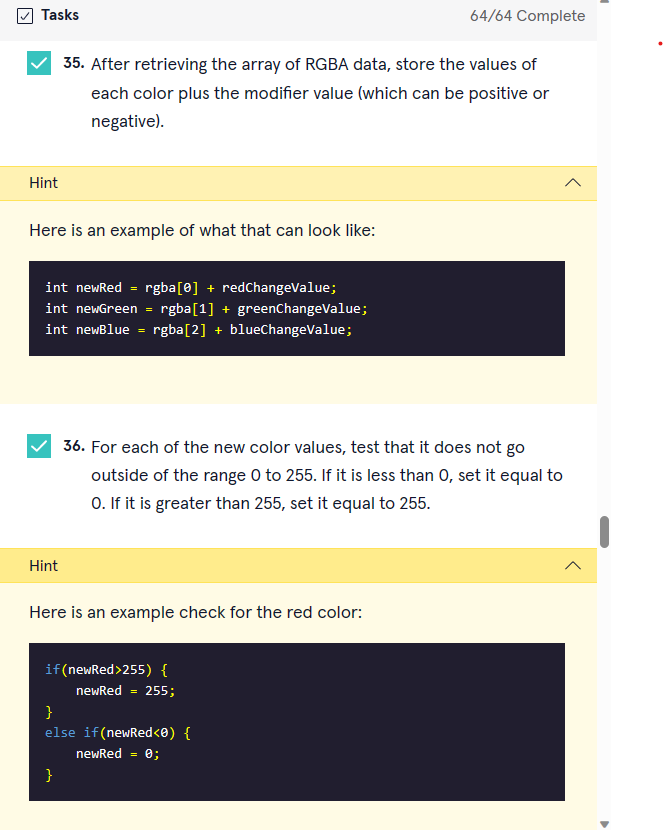 Tasks 64/64 Complete
35. After retrieving the array of RGBA data, store the values of
each color plus the modifier value (which can be positive or
negative).
Hint
Here is an example of what that can look like:
int newRed = rgba[0] + redChangeValue;
int newGreen = rgba[1] + greenChangeValue;
int newBlue = rgba[2] + blueChangeValue;
36. For each of the new color values, test that it does not go
outside of the range 0 to 255. If it is less than 0, set it equal to
0. If it is greater than 255, set it equal to 255.
Hint
Here is an example check for the red color:
if(newRed>255) {
    newRed = 255;
}
else if(newRed<0) {
    newRed = 0;
}